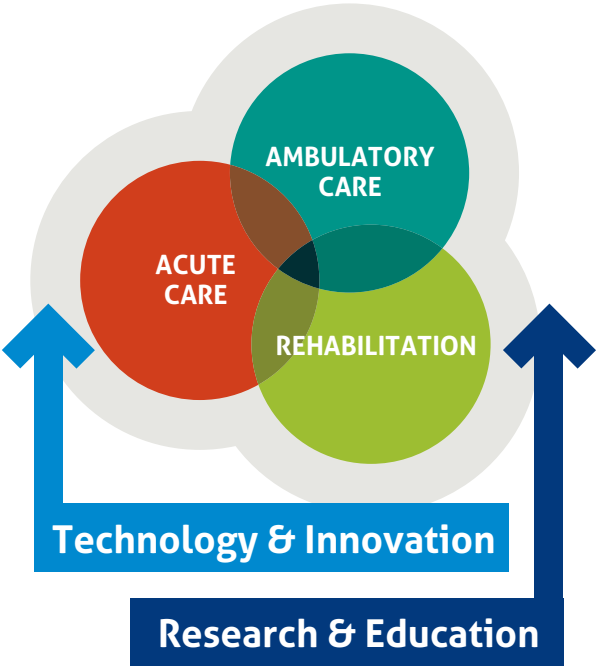 AMBULATORY
CARE
ACUTE
CARE
REHABILITATION
Technology & Innovation
Research & Education